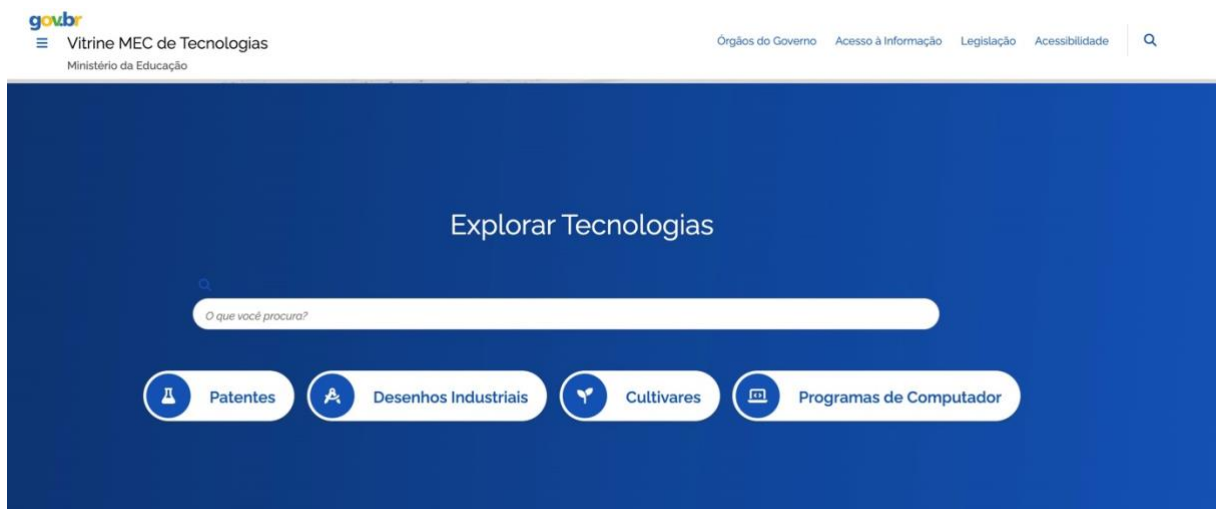 gov.br
Vitrine MEC de Tecnologias
Ministério da Educação
Órgãos do Governo Acesso à Informação Legislação Acessibilidade
Explorar Tecnologias
O que você procura?
Patentes Desenhos Industriais Cultivares Programas de Computador